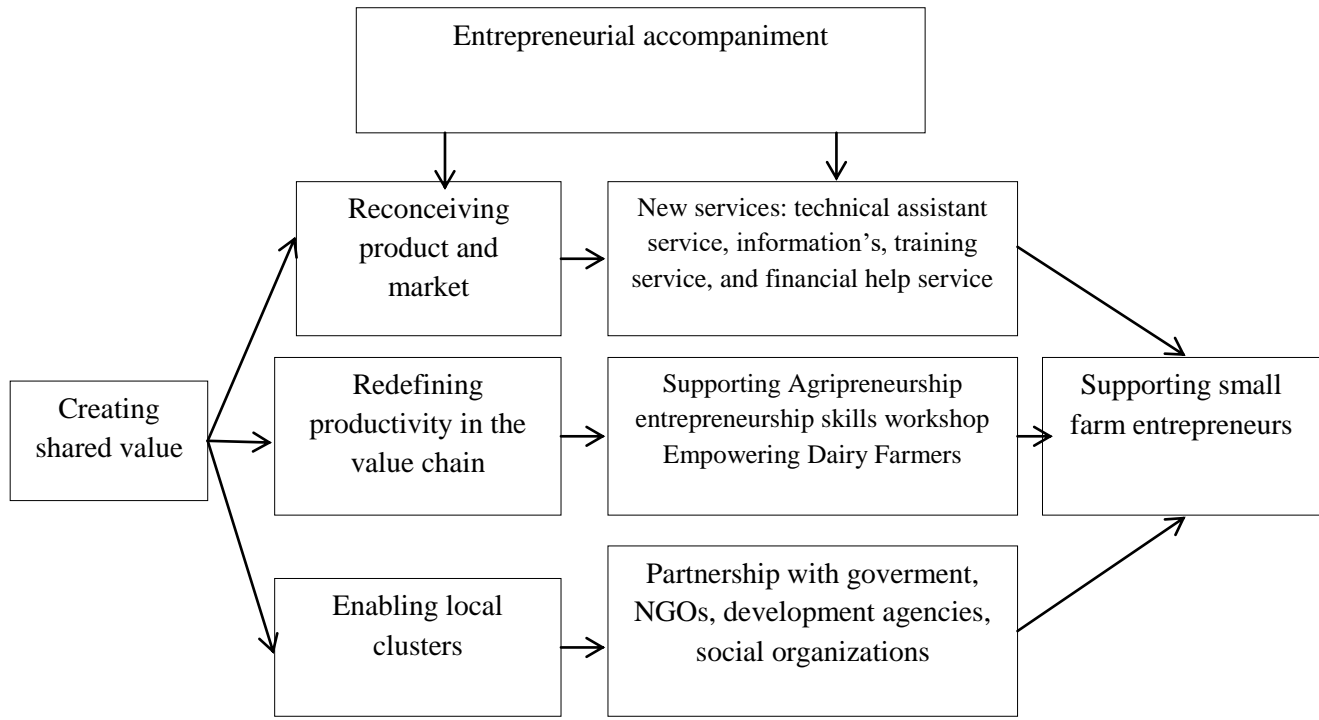 Entrepreneurial accompaniment
Reconceiving
product and
market
New services: technical assistant
service, information’s, training
service, and financial help service
Creating
shared value
Redefining
productivity in the
value chain
Supporting Agripreneurship
entrepreneurship skills workshop
Empowering Dairy Farmers
Supporting small
farm entrepreneurs
Enabling local
clusters
Partnership with goverment,
NGOs, development agencies,
social organizations